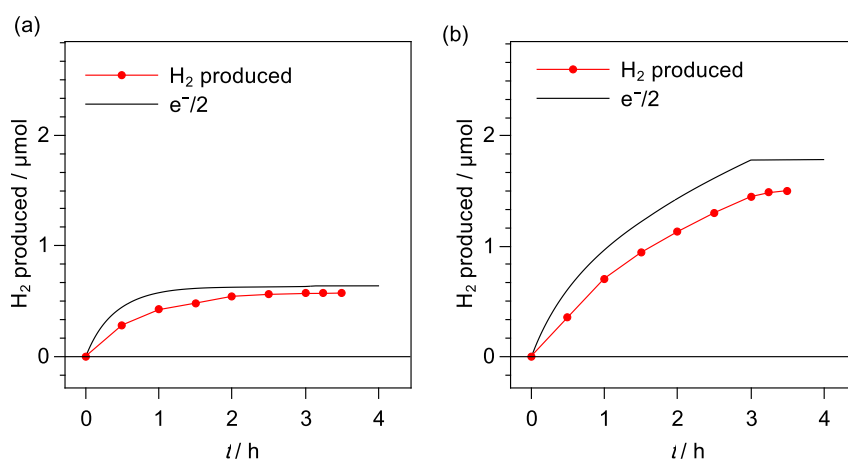 (a)
H₂ produced
e⁻/2
H₂ produced / μmol
2
1
0
0 1 2 3 4
t / h
(b)
H₂ produced
e⁻/2
H₂ produced / μmol
2
1
0
0 1 2 3 4
t / h